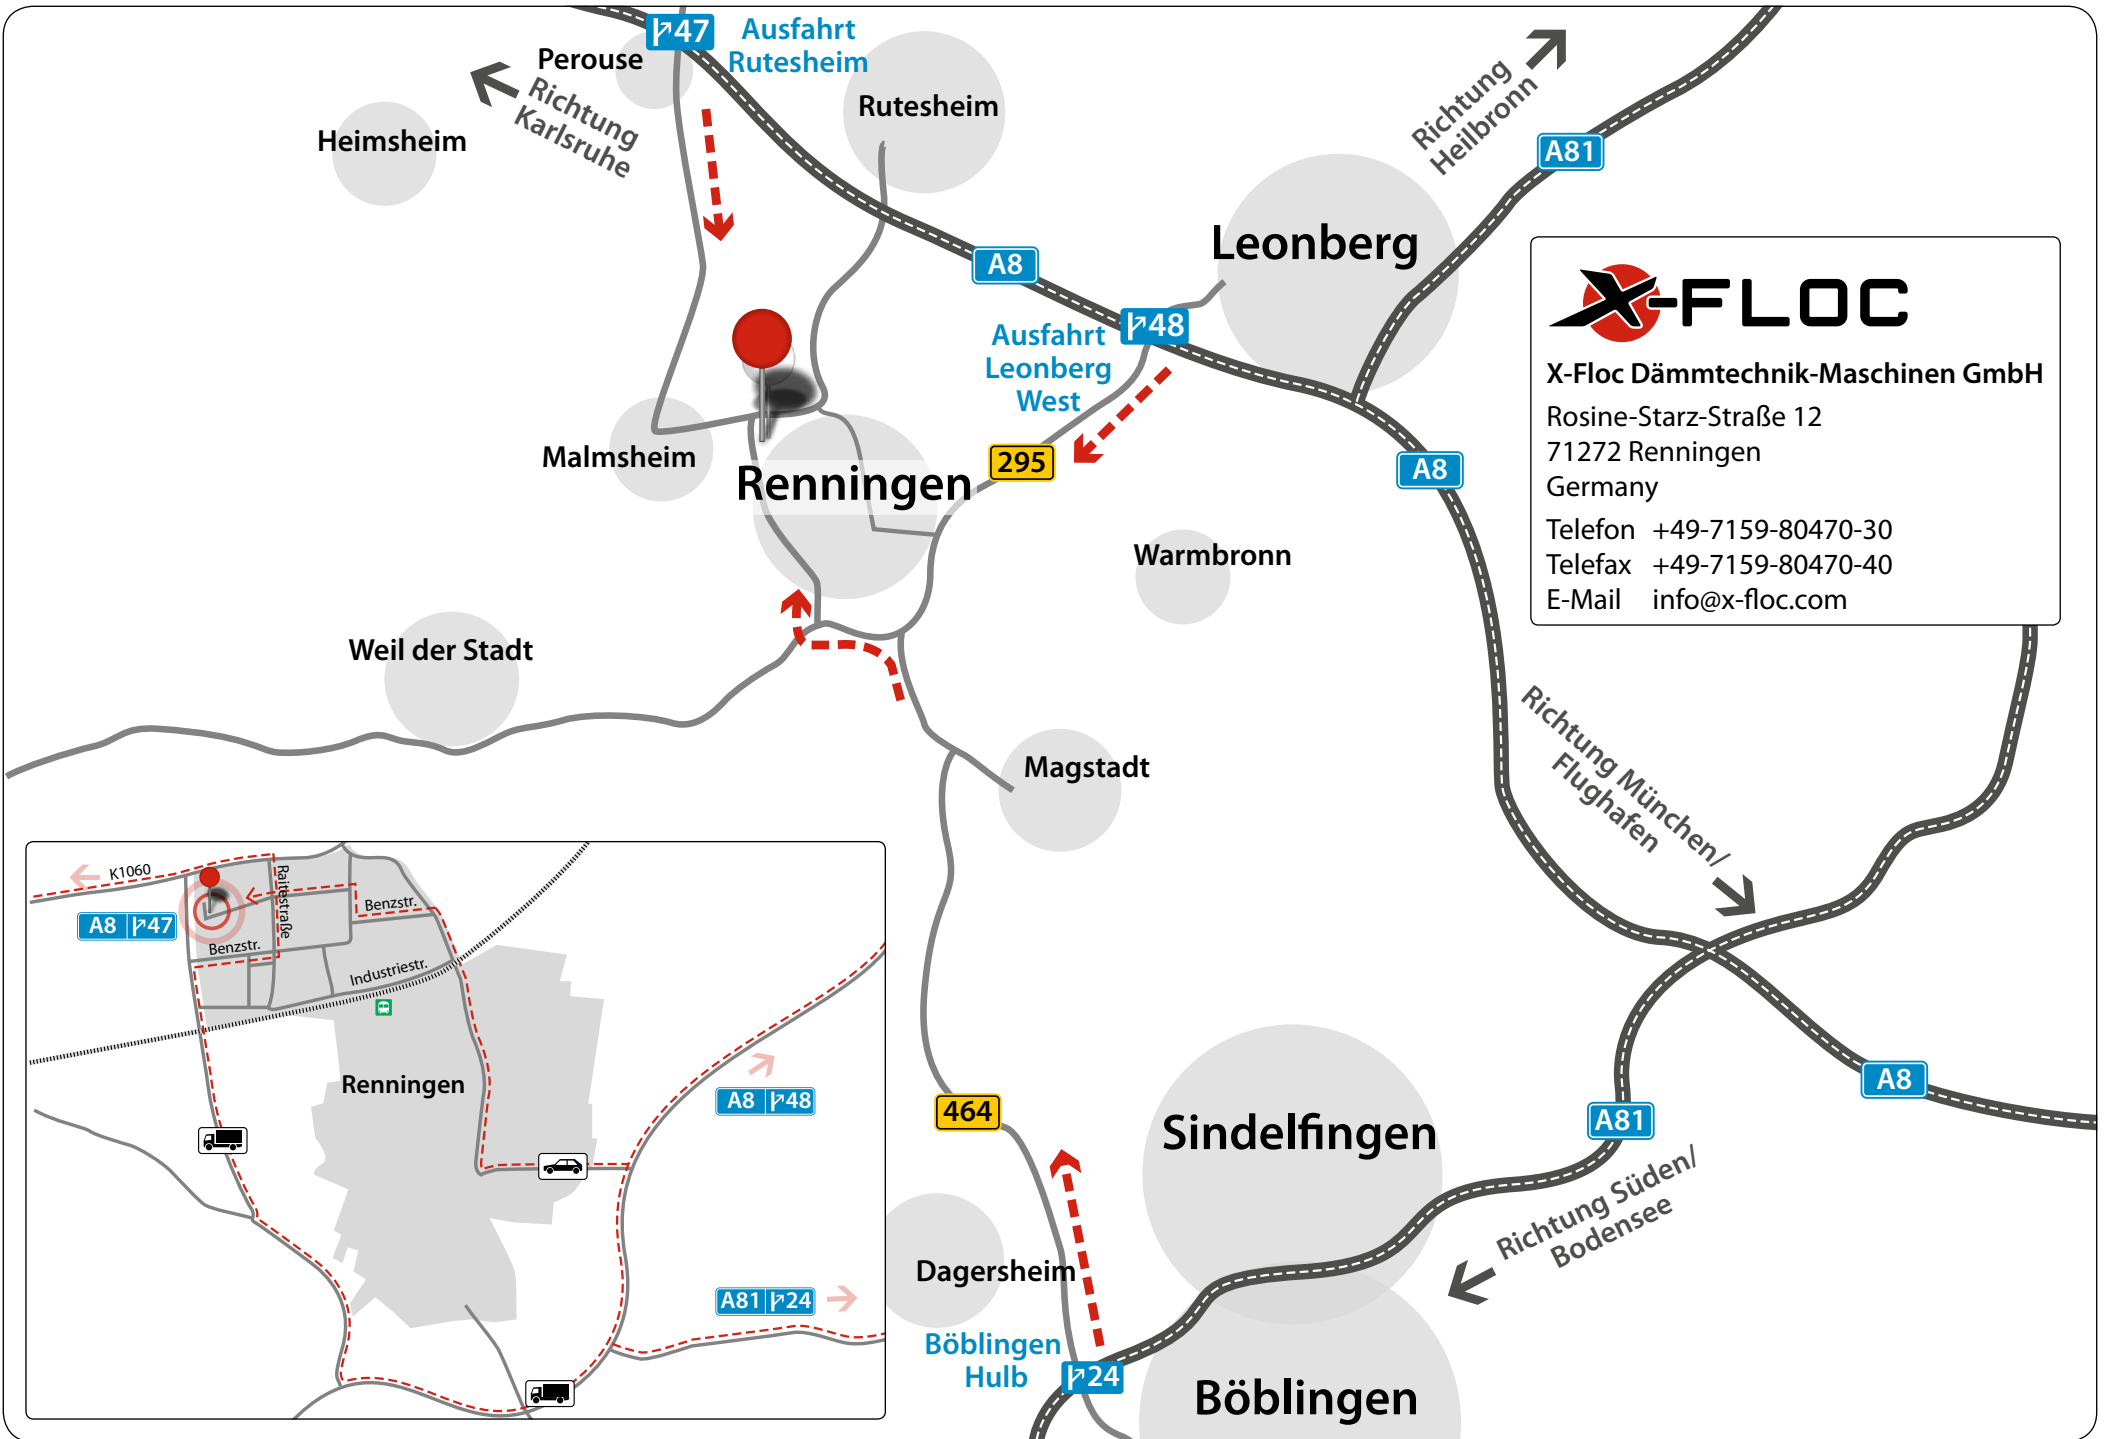 47
Ausfahrt
Rutesheim
Perouse
Richtung
Karlsruhe
Heimsheim
Rutesheim
Richtung
Heilbronn
A81
Leonberg
A8
48
Ausfahrt
Leonberg
West
X-FLOC
X-Floc Dämmtechnik-Maschinen GmbH
Rosine-Starz-Straße 12
71272 Renningen
Germany
Telefon +49-7159-80470-30
Telefax +49-7159-80470-40
E-Mail info@x-floc.com
Malmsheim
Renningen
295
A8
Warmbronn
Weil der Stadt
Magstadt
Richtung München/
Flughafen
K1060
Raitestraße
Benzstr.
A8 47
Benzstr.
Industriestr.
Renningen
A8 48
A81 24
464
Sindelfingen
A8
A81
Richtung Süden/
Bodensee
Dagersheim
Böblingen
Hulb
24
Böblingen